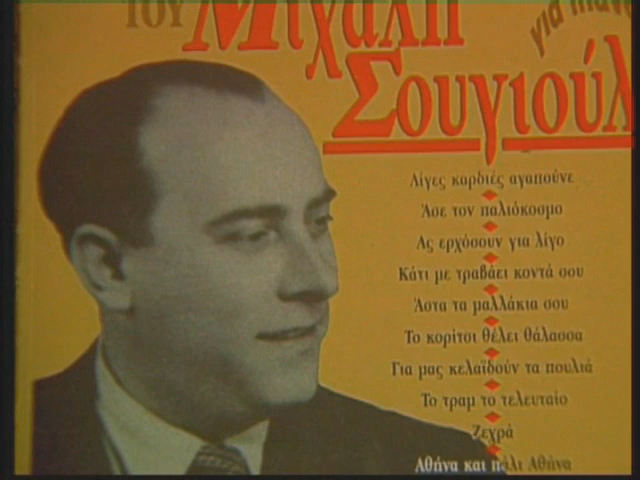 ΤΟΥ Μιχάλη
για πιάνο
Σουγιούλ
Λίγες καρδιές αγαπούνε
Άσε τον παλιόκοσμο
Ας ερχόσουν για λίγο
Κάτι με τραβάει κοντά σου
Άστα τα μαλλάκια σου
Το κορίτσι θέλει θάλασσα
Για μας κελαϊδούν τα πουλιά
Το τραμ το τελευταίο
Ζεχρά
Αθήνα και πάλι Αθήνα